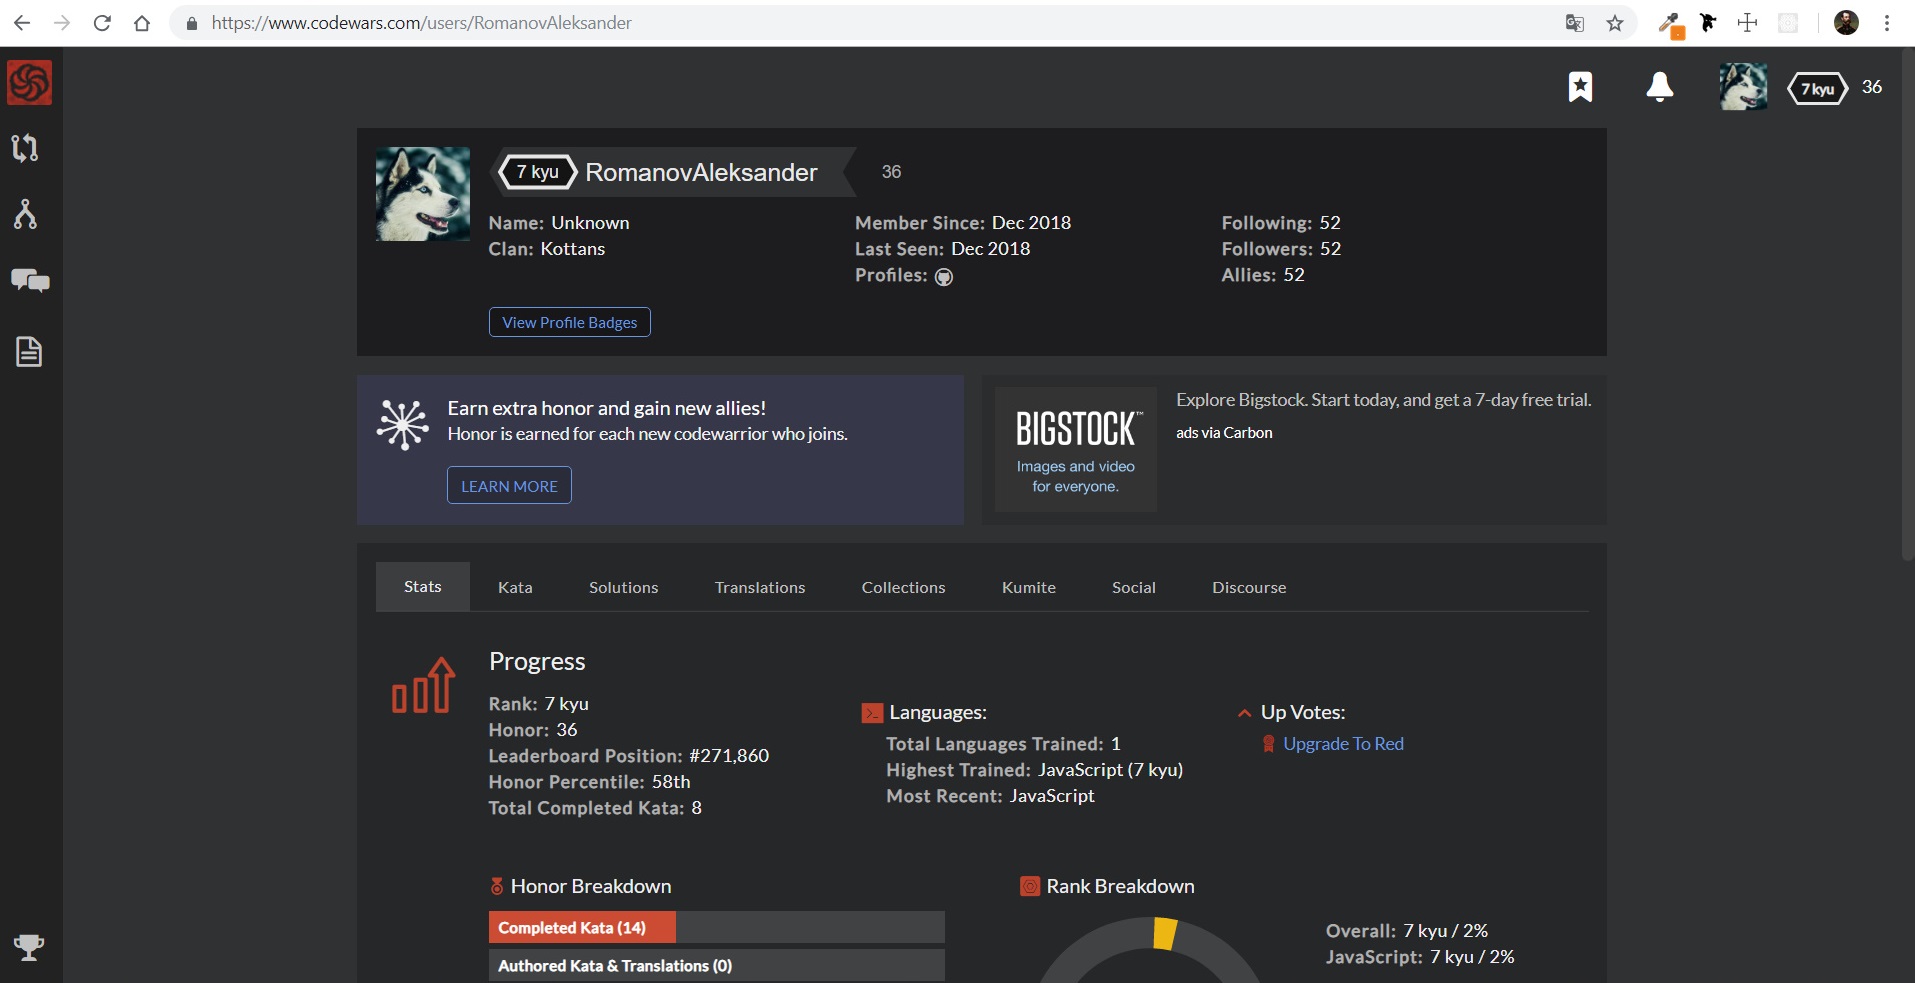 https://www.codewars.com/users/RomanovAleksander
7 kyu 36
7 kyu RomanovAleksander 36
Name: Unknown
Clan: Kottans
Member Since: Dec 2018
Last Seen: Dec 2018
Profiles:
Following: 52
Followers: 52
Allies: 52
View Profile Badges
Earn extra honor and gain new allies!
Honor is earned for each new codewarrior who joins.
LEARN MORE
BIGSTOCK™
Images and video
for everyone.
Explore Bigstock. Start today, and get a 7-day free trial.
ads via Carbon
Stats Kata Solutions Translations Collections Kumite Social Discourse
Progress
Rank: 7 kyu
Honor: 36
Leaderboard Position: #271,860
Honor Percentile: 58th
Total Completed Kata: 8
Languages:
Total Languages Trained: 1
Highest Trained: JavaScript (7 kyu)
Most Recent: JavaScript
Up Votes:
Upgrade To Red
Honor Breakdown
Completed Kata (14)
Authored Kata & Translations (0)
Rank Breakdown
Overall: 7 kyu / 2%
JavaScript: 7 kyu / 2%